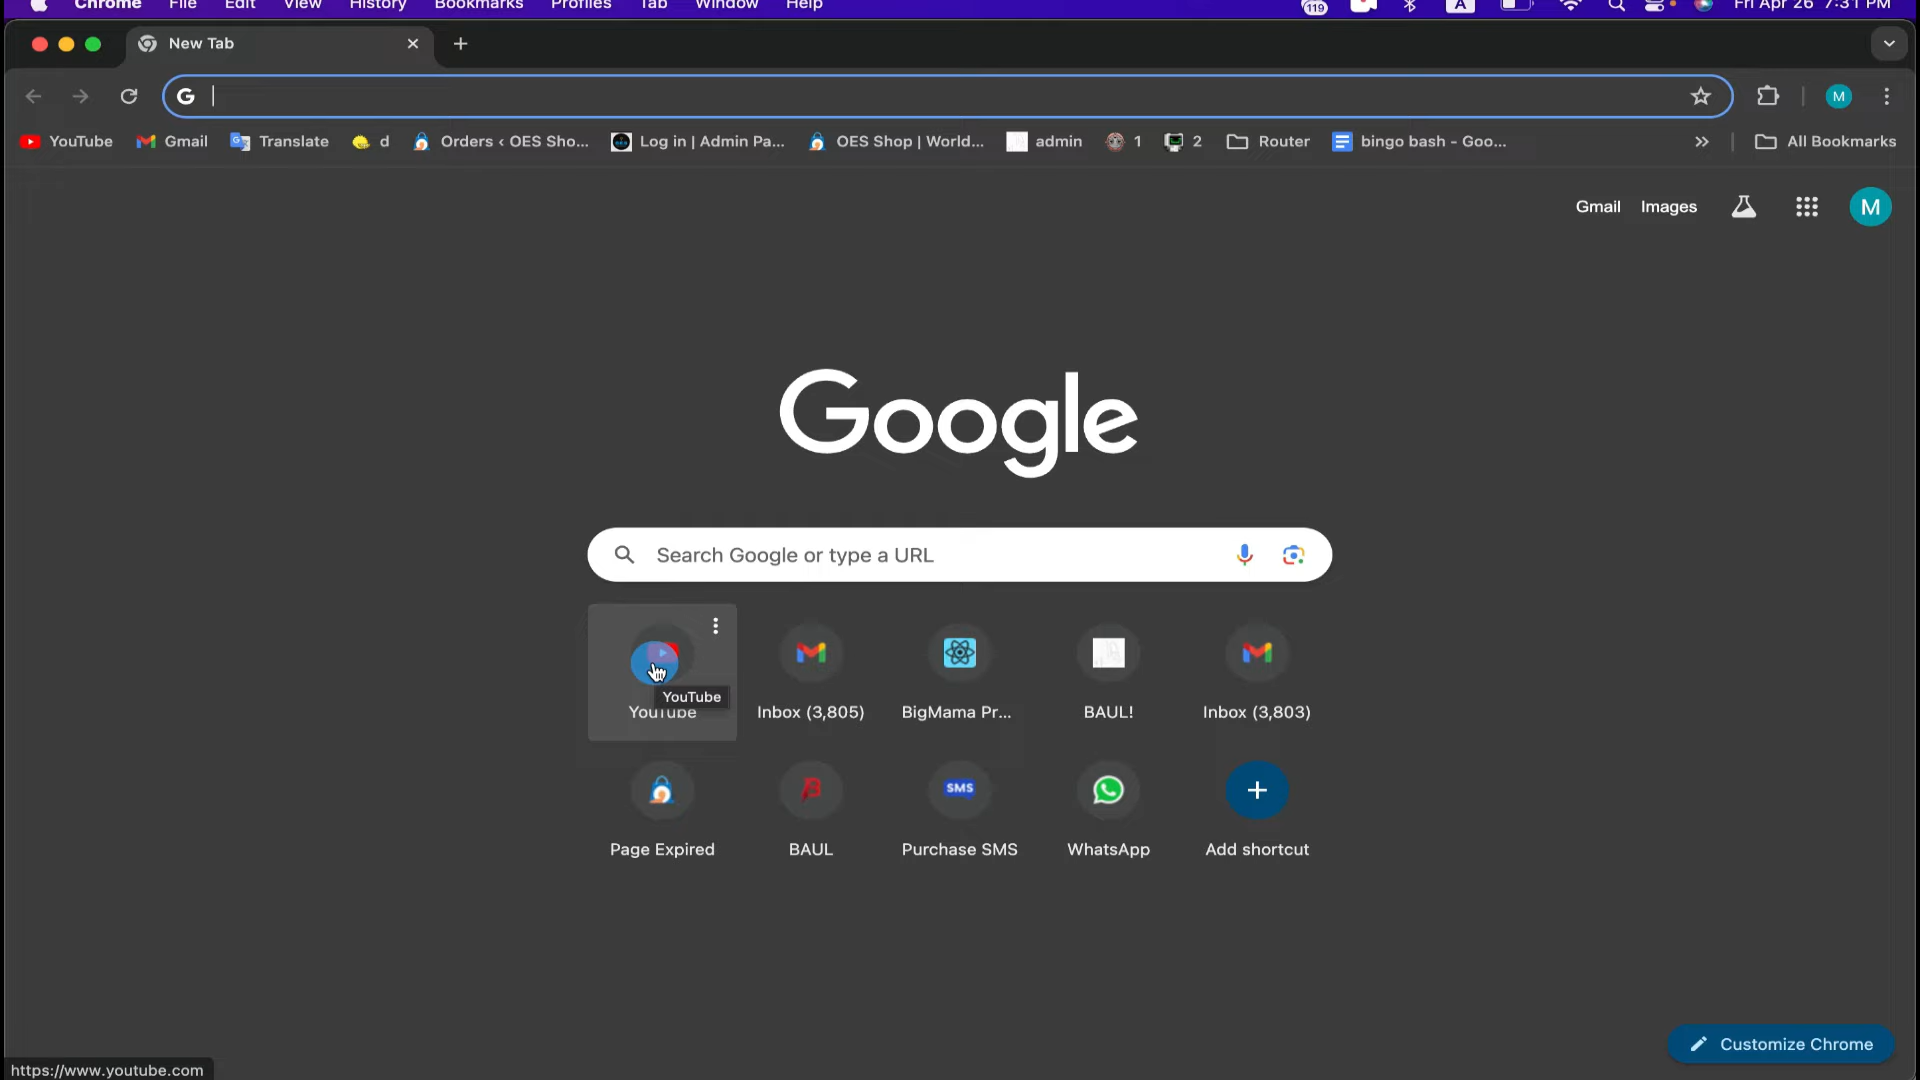 Chrome File Edit View History Bookmarks Profiles Tab Window Help 119 A Fri Apr 26 7:31 PM
New Tab
G M
YouTube Gmail Translate d Orders ‹ OES Sho... Log in | Admin Pa... OES Shop | World... admin 1 2 Router bingo bash - Goo... » All Bookmarks
Gmail Images M
Google
Search Google or type a URL
YouTube
YouTube Inbox (3,805) BigMama Pr... BAUL! Inbox (3,803)
SMS
Page Expired BAUL Purchase SMS WhatsApp Add shortcut
Customize Chrome
https://www.youtube.com